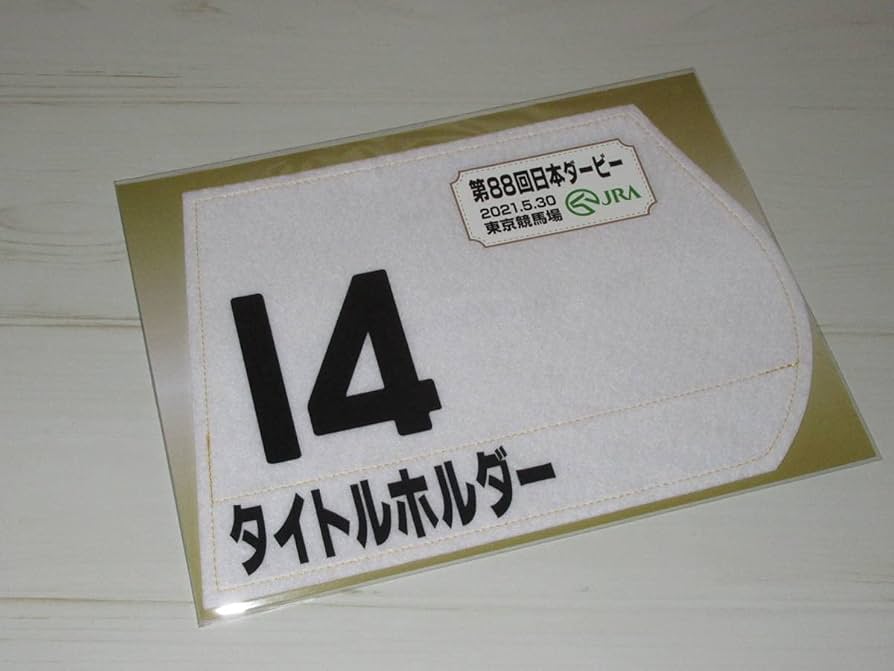 第88回日本ダービー
2021.5.30
東京競馬場
JRA
14
タイトルホルダー